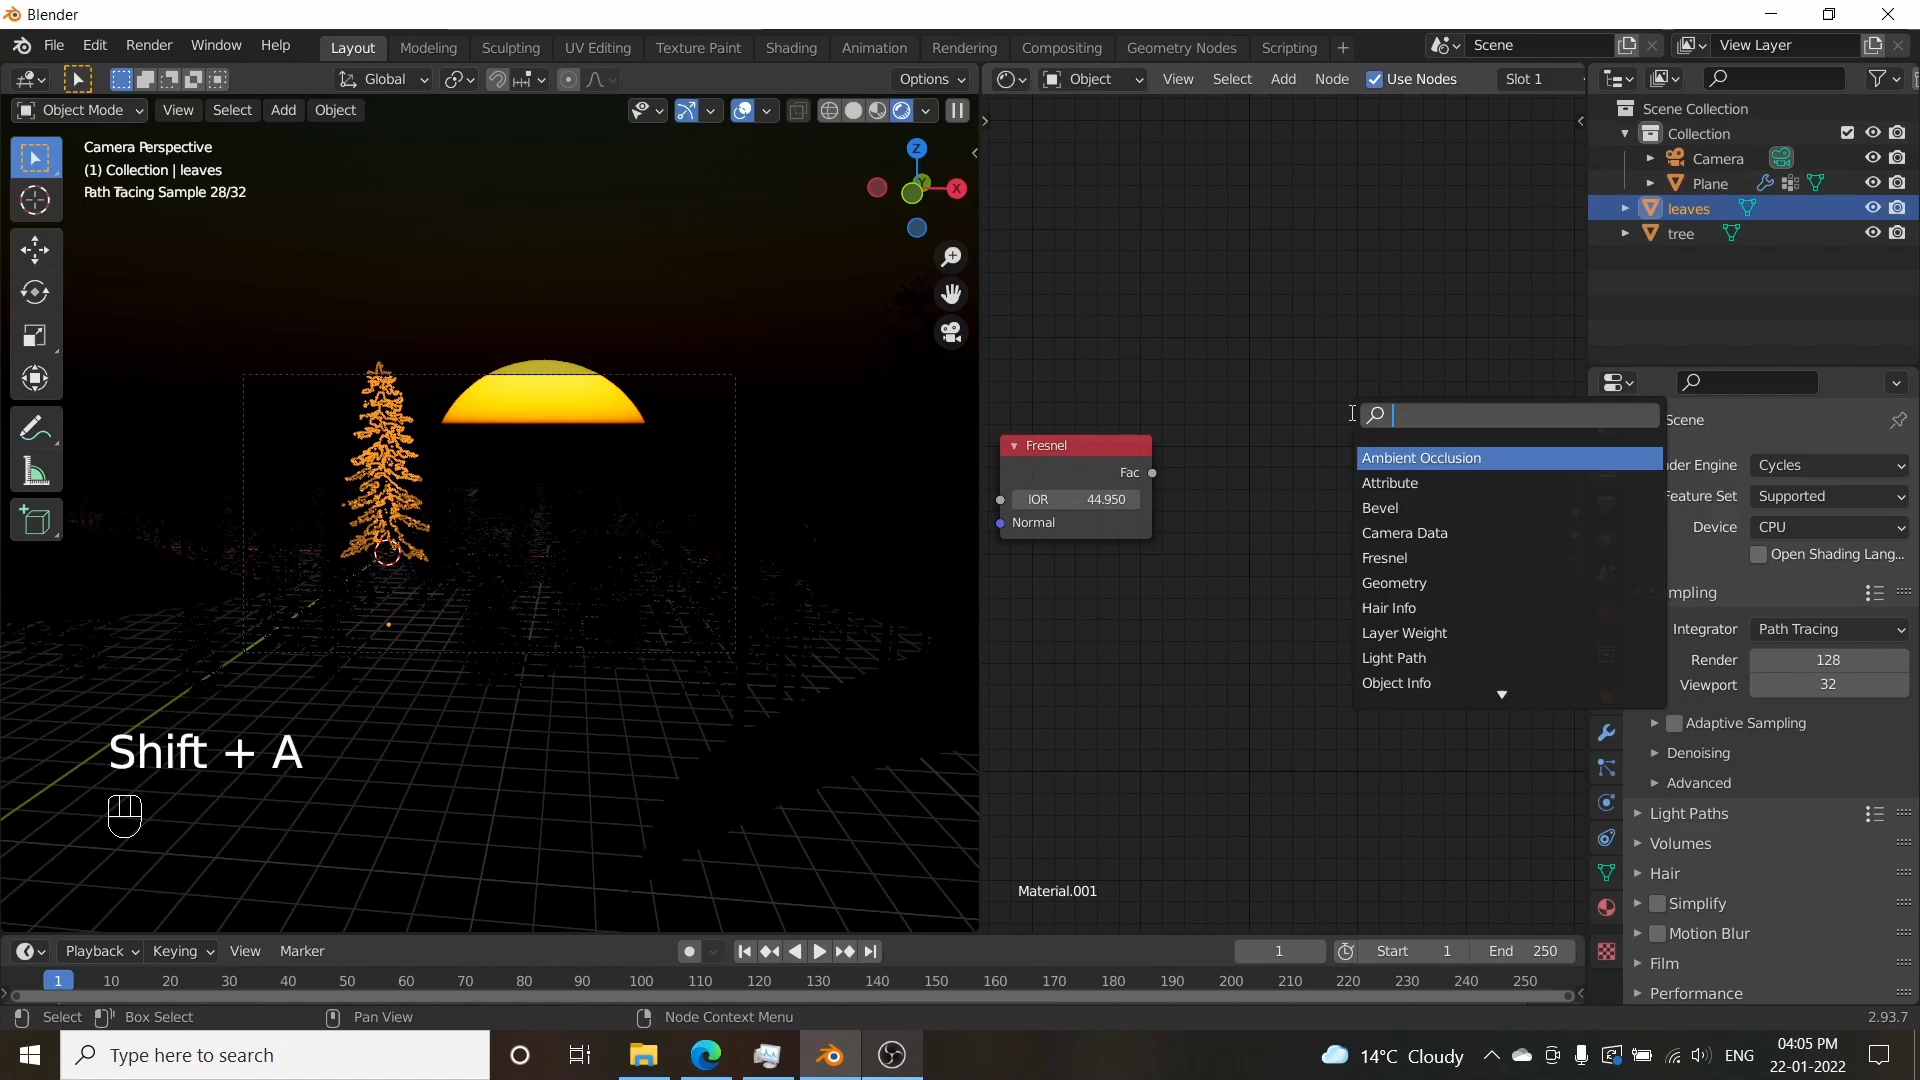 Blender
File Edit Render Window Help Layout Modeling Sculpting UV Editing Texture Paint Shading Animation Rendering Compositing Geometry Nodes Scripting + Scene View Layer
Global Options Object View Select Add Node Use Nodes Slot 1
Object Mode View Select Add Object
Scene Collection
Collection
Camera
Plane
leaves
tree
Camera Perspective
(1) Collection | leaves
Path Tracing Sample 28/32
Z
Y
X
Fresnel
Fac
IOR 44.950
Normal
Ambient Occlusion
Attribute
Bevel
Camera Data
Fresnel
Geometry
Hair Info
Layer Weight
Light Path
Object Info
Material.001
Shift + A
Scene
der Engine Cycles
Feature Set Supported
Device CPU
Open Shading Lang...
mpling
Integrator Path Tracing
Render 128
Viewport 32
Adaptive Sampling
Denoising
Advanced
Light Paths
Volumes
Hair
Simplify
Motion Blur
Film
Performance
Playback Keying View Marker 1 Start 1 End 250
1 10 20 30 40 50 60 70 80 90 100 110 120 130 140 150 160 170 180 190 200 210 220 230 240 250
Select Box Select Pan View Node Context Menu 2.93.7
Type here to search 14°C Cloudy ENG 04:05 PM
22-01-2022